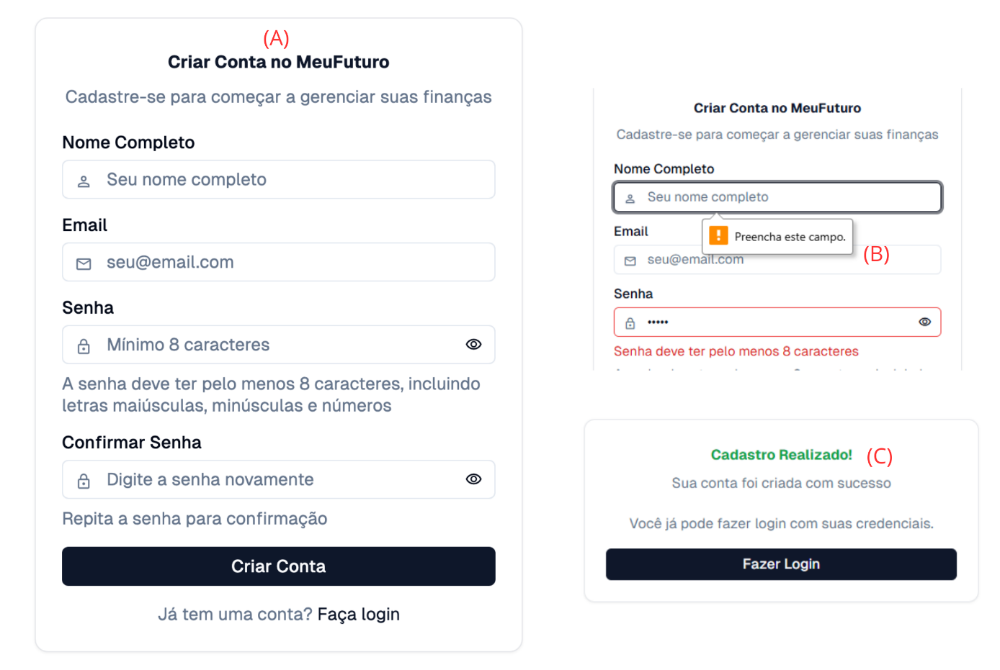 (A)
Criar Conta no MeuFuturo
Cadastre-se para começar a gerenciar suas finanças
Nome Completo
Seu nome completo
Email
seu@email.com
Senha
Mínimo 8 caracteres
A senha deve ter pelo menos 8 caracteres, incluindo
letras maiúsculas, minúsculas e números
Confirmar Senha
Digite a senha novamente
Repita a senha para confirmação
Criar Conta
Já tem uma conta? Faça login
Criar Conta no MeuFuturo
Cadastre-se para começar a gerenciar suas finanças
Nome Completo
Seu nome completo
Preencha este campo.
Email
(B)
seu@email.com
Senha
•••••
Senha deve ter pelo menos 8 caracteres
Cadastro Realizado!
(C)
Sua conta foi criada com sucesso
Você já pode fazer login com suas credenciais.
Fazer Login